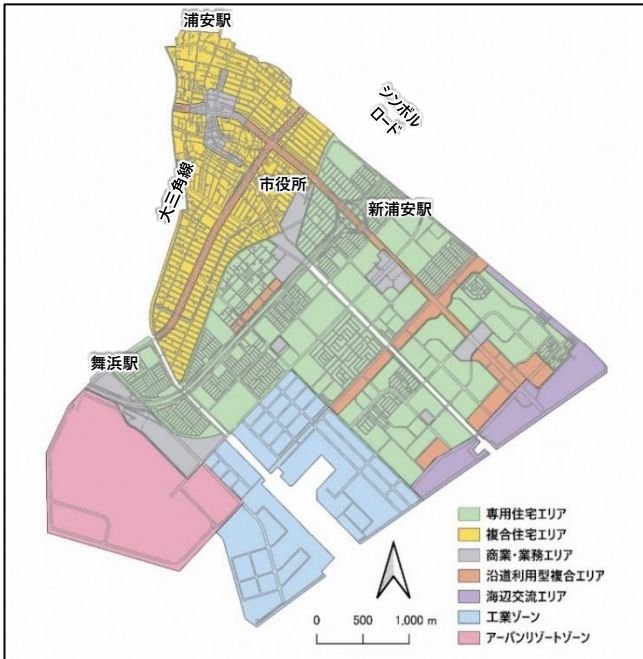 浦安駅
シンボル
ロード
大三角線
市役所
新浦安駅
舞浜駅
専用住宅エリア
複合住宅エリア
商業・業務エリア
沿道利用型複合エリア
海辺交流エリア
工業ゾーン
アーバンリゾートゾーン
0 500 1,000 m